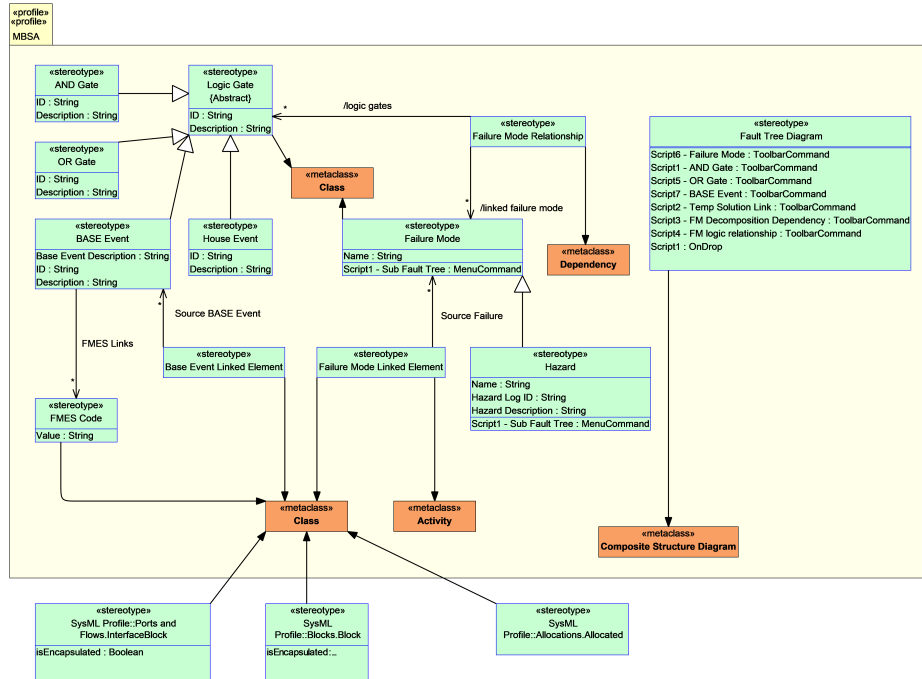 «profile»
«profile»
MBSA
«stereotype»
AND Gate
ID : String
Description : String
«stereotype»
Logic Gate
{Abstract}
ID : String
Description : String
/logic gates
*
«stereotype»
Failure Mode Relationship
«stereotype»
Fault Tree Diagram
Script6 - Failure Mode : ToolbarCommand
Script1 - AND Gate : ToolbarCommand
Script5 - OR Gate : ToolbarCommand
Script7 - BASE Event : ToolbarCommand
Script2 - Temp Solution Link : ToolbarCommand
Script3 - FM Decomposition Dependency : ToolbarCommand
Script4 - FM logic relationship : ToolbarCommand
Script1 : OnDrop
«stereotype»
OR Gate
ID : String
Description : String
«metaclass»
Class
*
/linked failure mode
«stereotype»
BASE Event
Base Event Description : String
ID : String
Description : String
«stereotype»
House Event
ID : String
Description : String
«stereotype»
Failure Mode
Name : String
Script1 - Sub Fault Tree : MenuCommand
«metaclass»
Dependency
*
Source BASE Event
*
Source Failure
FMES Links
*
«stereotype»
Base Event Linked Element
«stereotype»
Failure Mode Linked Element
«stereotype»
Hazard
Name : String
Hazard Log ID : String
Hazard Description : String
Script1 - Sub Fault Tree : MenuCommand
«stereotype»
FMES Code
Value : String
«metaclass»
Class
«metaclass»
Activity
«metaclass»
Composite Structure Diagram
«stereotype»
SysML Profile::Ports and
Flows.InterfaceBlock
isEncapsulated : Boolean
«stereotype»
SysML
Profile::Blocks.Block
isEncapsulated:...
«stereotype»
SysML
Profile::Allocations.Allocated